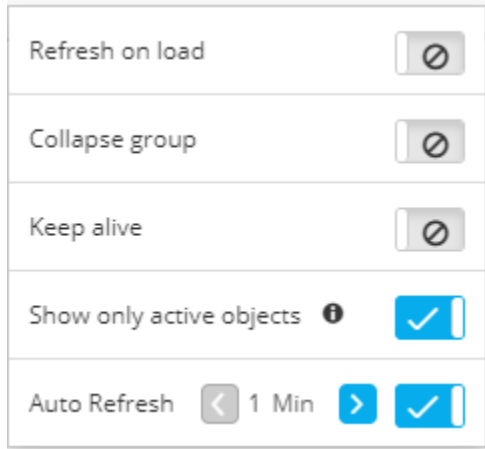 Refresh on load
Collapse group
Keep alive
Show only active objects
Auto Refresh 1 Min